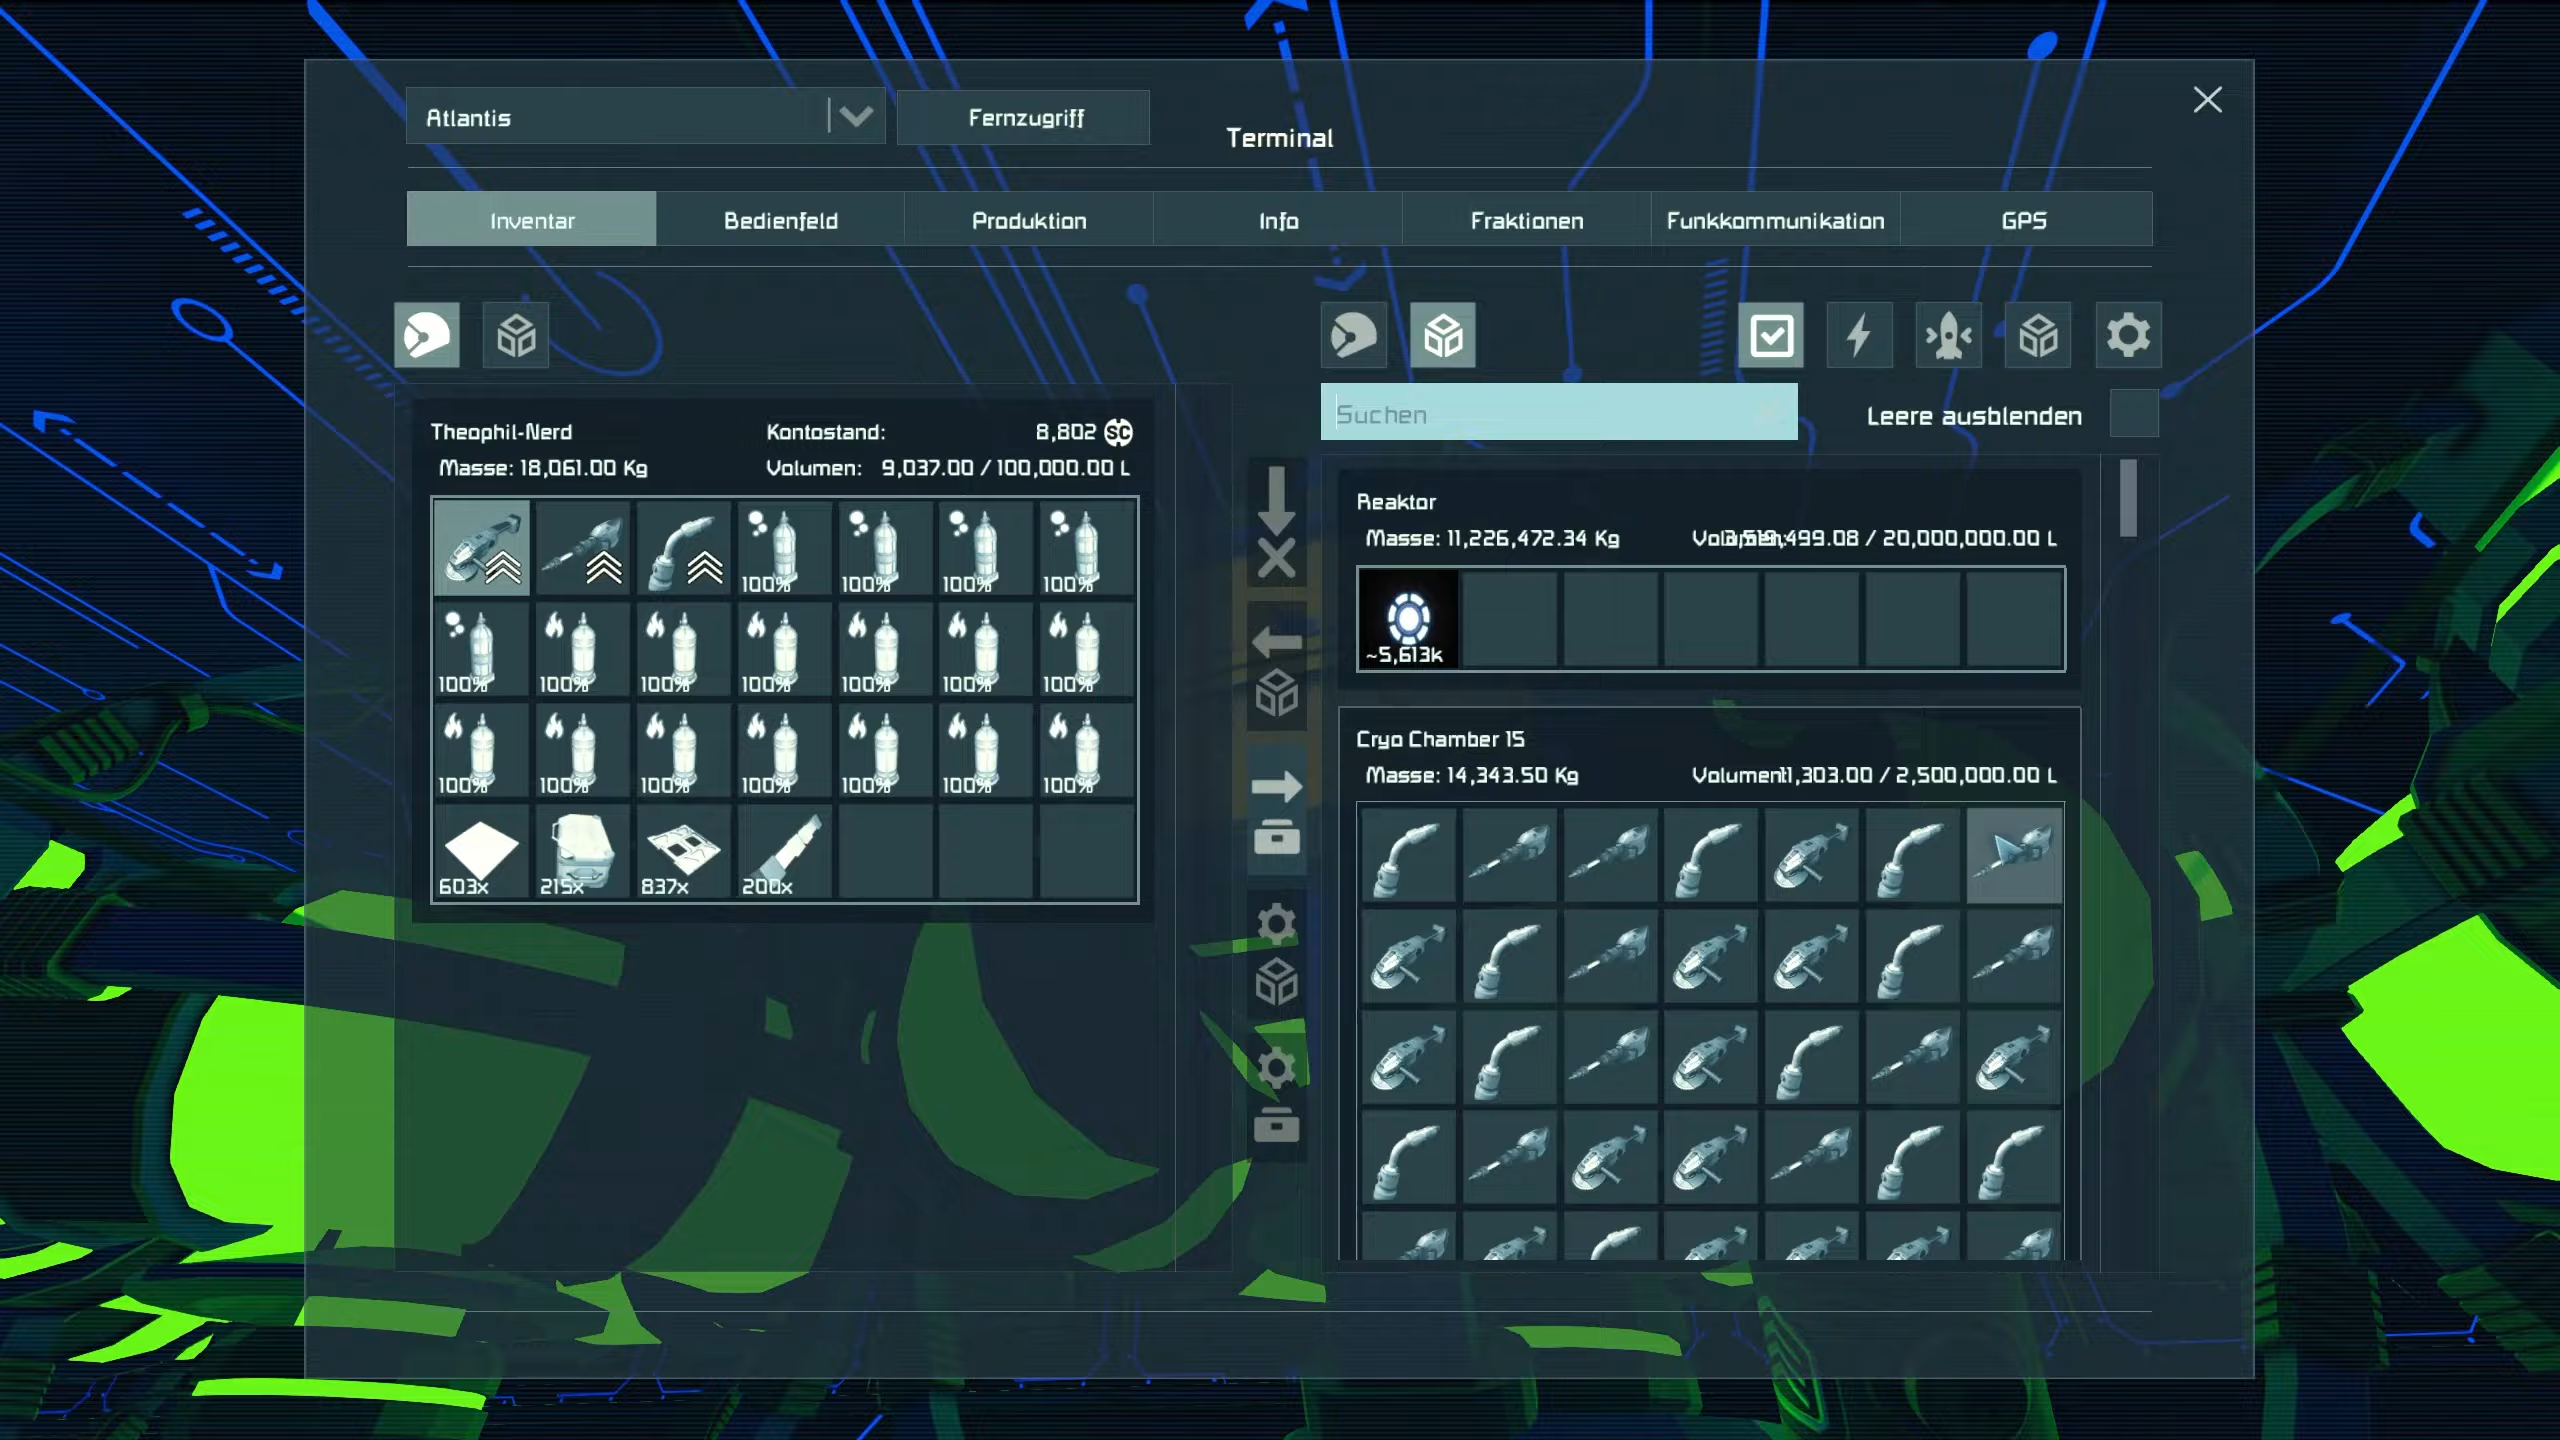 Atlantis
Fernzugriff
Terminal
Inventar
Bedienfeld
Produktion
Info
Fraktionen
Funkkommunikation
GPS
Suchen
Leere ausblenden
Theophil-Nerd
Kontostand:
8,802 SC
Masse: 18,061.00 Kg
Volumen: 9,037.00 / 100,000.00 L
100% 100% 100% 100%
100% 100% 100% 100% 100% 100% 100%
100% 100% 100% 100% 100% 100% 100%
603x 215x 837x 200x
Reaktor
Masse: 11,226,472.34 Kg
499.08 / 20,000,000.00 L
~5,613k
Cryo Chamber 15
Masse: 14,343.50 Kg
Volumen: 11,303.00 / 2,500,000.00 L